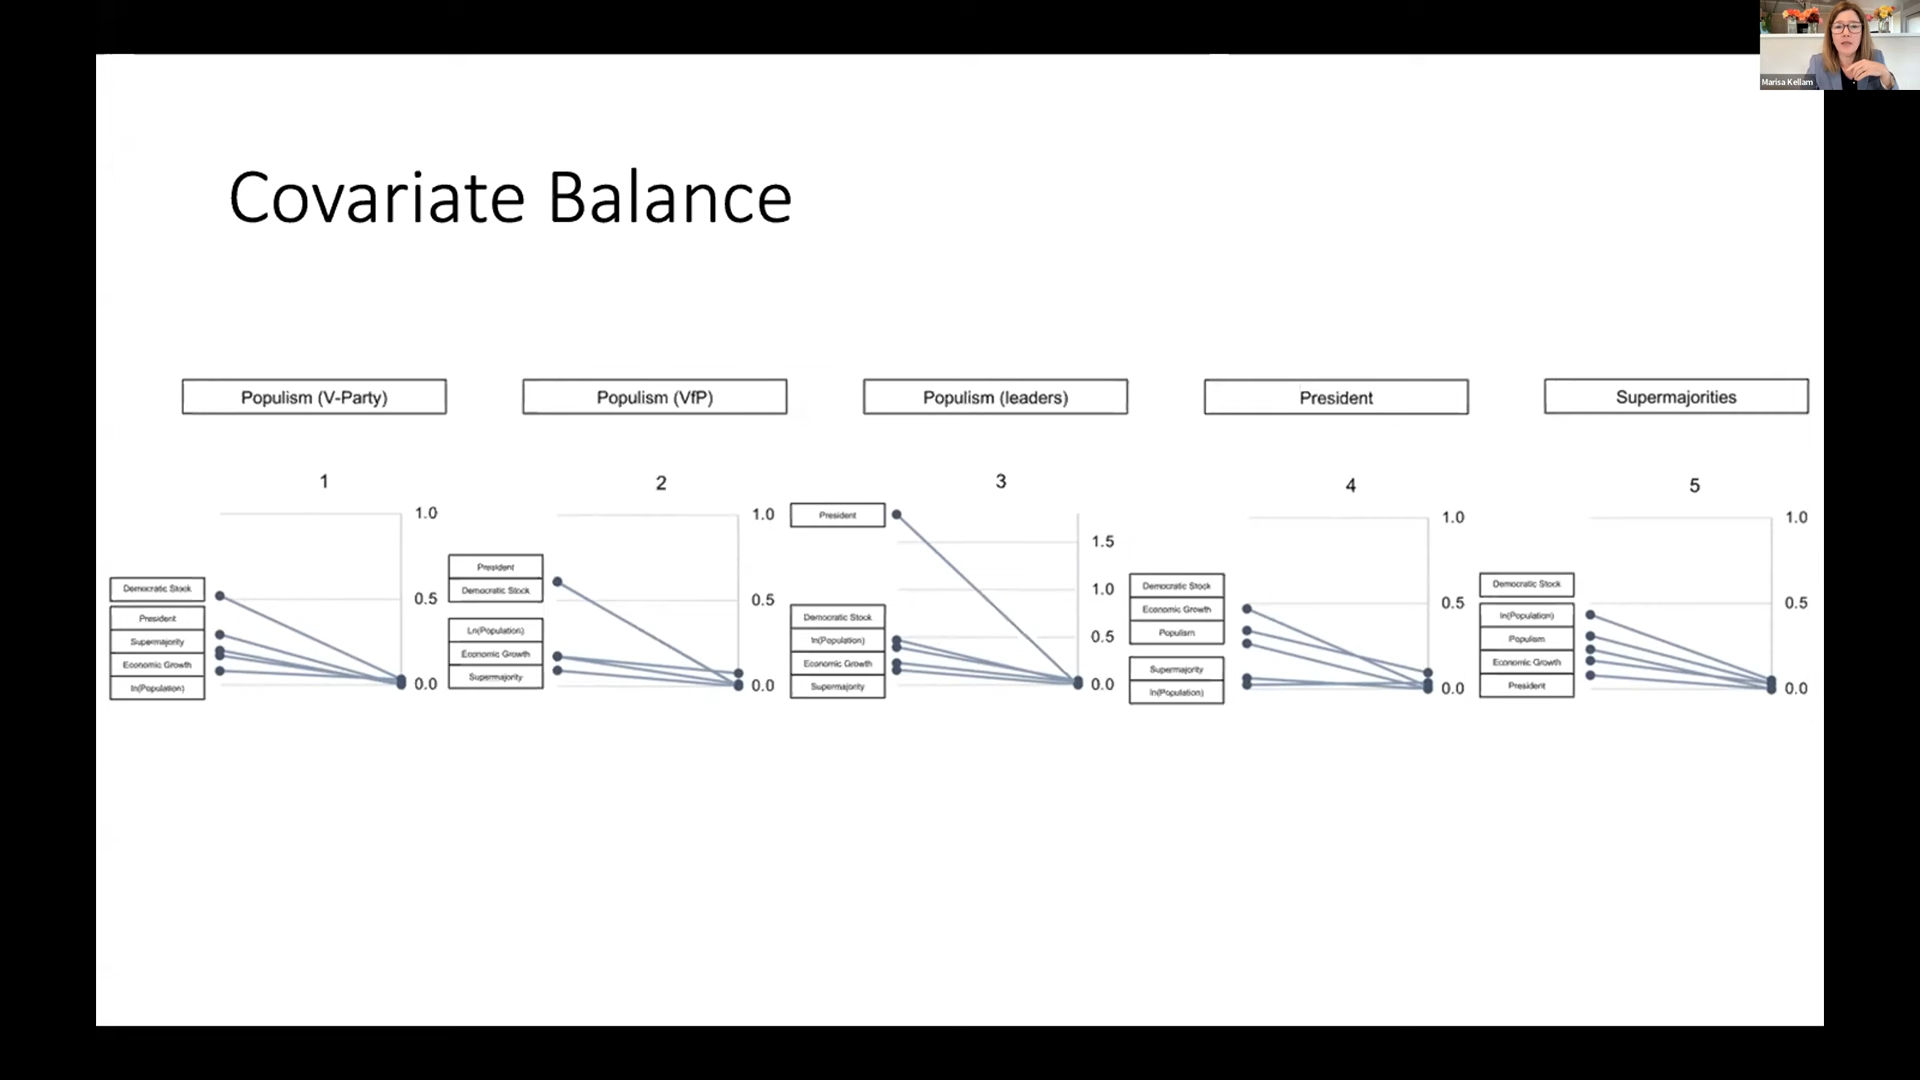 Marisa Kellam
Covariate Balance
Populism (V-Party)
Populism (VfP)
Populism (leaders)
President
Supermajorities
1
1.0
0.5
0.0
Democratic Stock
President
Supermajority
Economic Growth
ln(Population)
2
1.0
0.5
0.0
President
Democratic Stock
Ln(Population)
Economic Growth
Supermajority
3
1.5
1.0
0.5
0.0
President
Democratic Stock
ln(Population)
Economic Growth
Supermajority
4
1.0
0.5
0.0
Democratic Stock
Economic Growth
Populism
Supermajority
ln(Population)
5
1.0
0.5
0.0
Democratic Stock
ln(Population)
Populism
Economic Growth
President